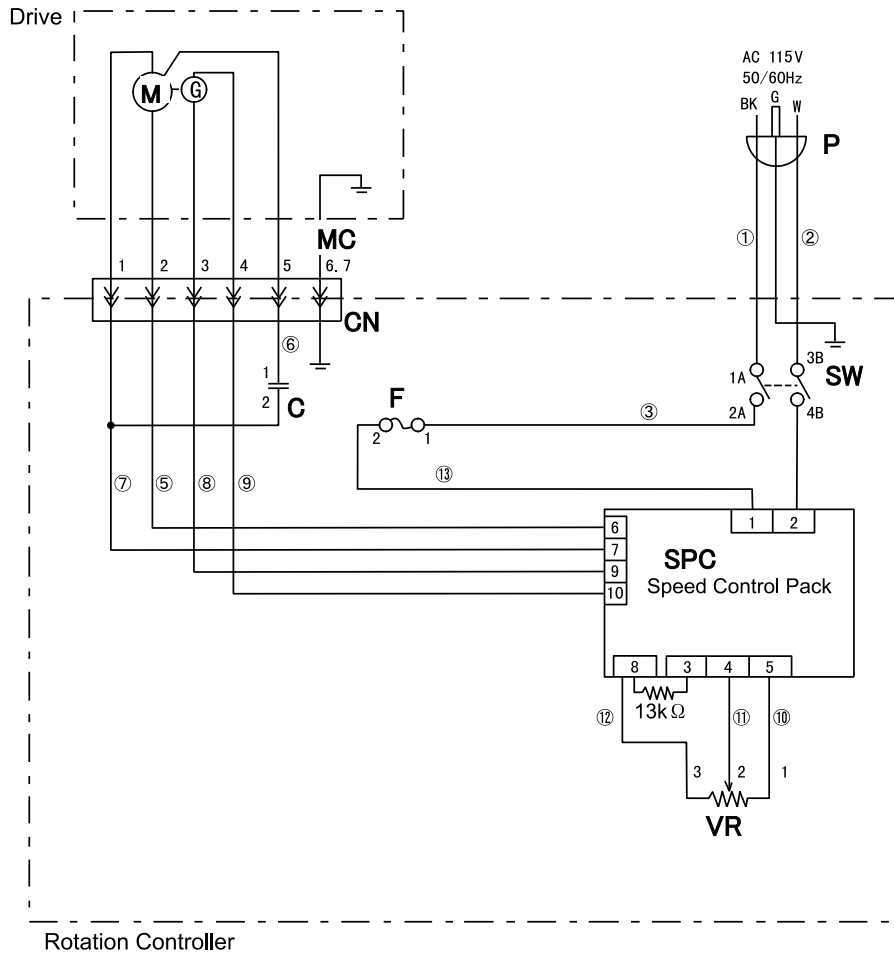 Drive
AC 115V
50/60Hz
G
BK
W
P
M
G
MC
① ②
1 2 3 4 5 6.7
CN
⑥
1
2
C
1A
3B
SW
2A
4B
F
2
1
③
⑬
⑦ ⑤ ⑧ ⑨
1 2
6
7
9
10
SPC
Speed Control Pack
8 3 4 5
13kΩ
⑫ ⑪ ⑩
3 2 1
VR
Rotation Controller